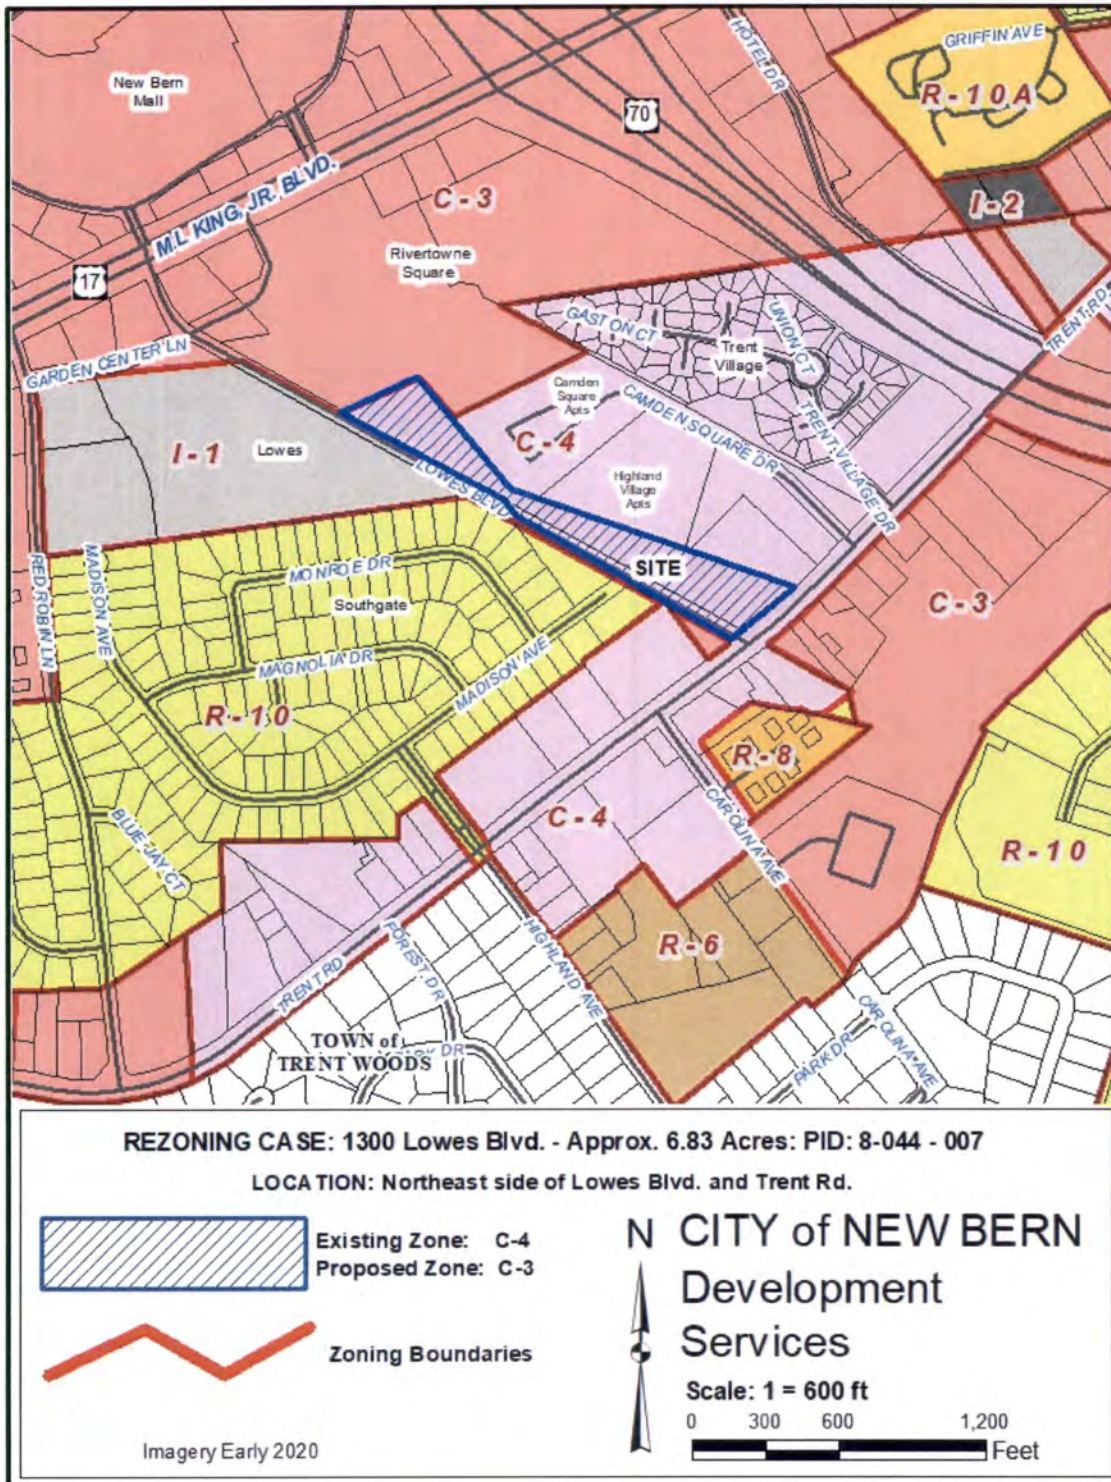 HOTEL DR
GRIFFIN AVE
New Bern
Mall
70
R-10A
M.L KING, JR. BLVD.
C-3
I-2
Rivertowne
Square
17
GASTON CT
UNION CT
TRENT RD
Trent
Village
GARDEN CENTER LN
Camden
Square
Apts
CAMDEN SQUARE DR
TRENT VILLAGE DR
C-4
I-1
Lowes
LOWES BLVD
Highland
Village
Apts
SITE
RED ROBIN LN
MADISON AVE
MONROE DR
Southgate
C-3
MAGNOLIA DR
MADISON AVE
R-10
R-8
CAROLINA AVE
C-4
BLUE JAY CT
R-10
R-6
TRENT RD
FOREST DR
HIGHLAND AVE
TOWN of
TRENT WOODS
DR
PARK DR
CAROLINA AVE
REZONING CASE: 1300 Lowes Blvd. - Approx. 6.83 Acres: PID: 8-044 - 007
LOCATION: Northeast side of Lowes Blvd. and Trent Rd.
Existing Zone: C-4
Proposed Zone: C-3
Zoning Boundaries
Imagery Early 2020
N
CITY of NEW BERN
Development
Services
Scale: 1 = 600 ft
0 300 600 1,200
Feet